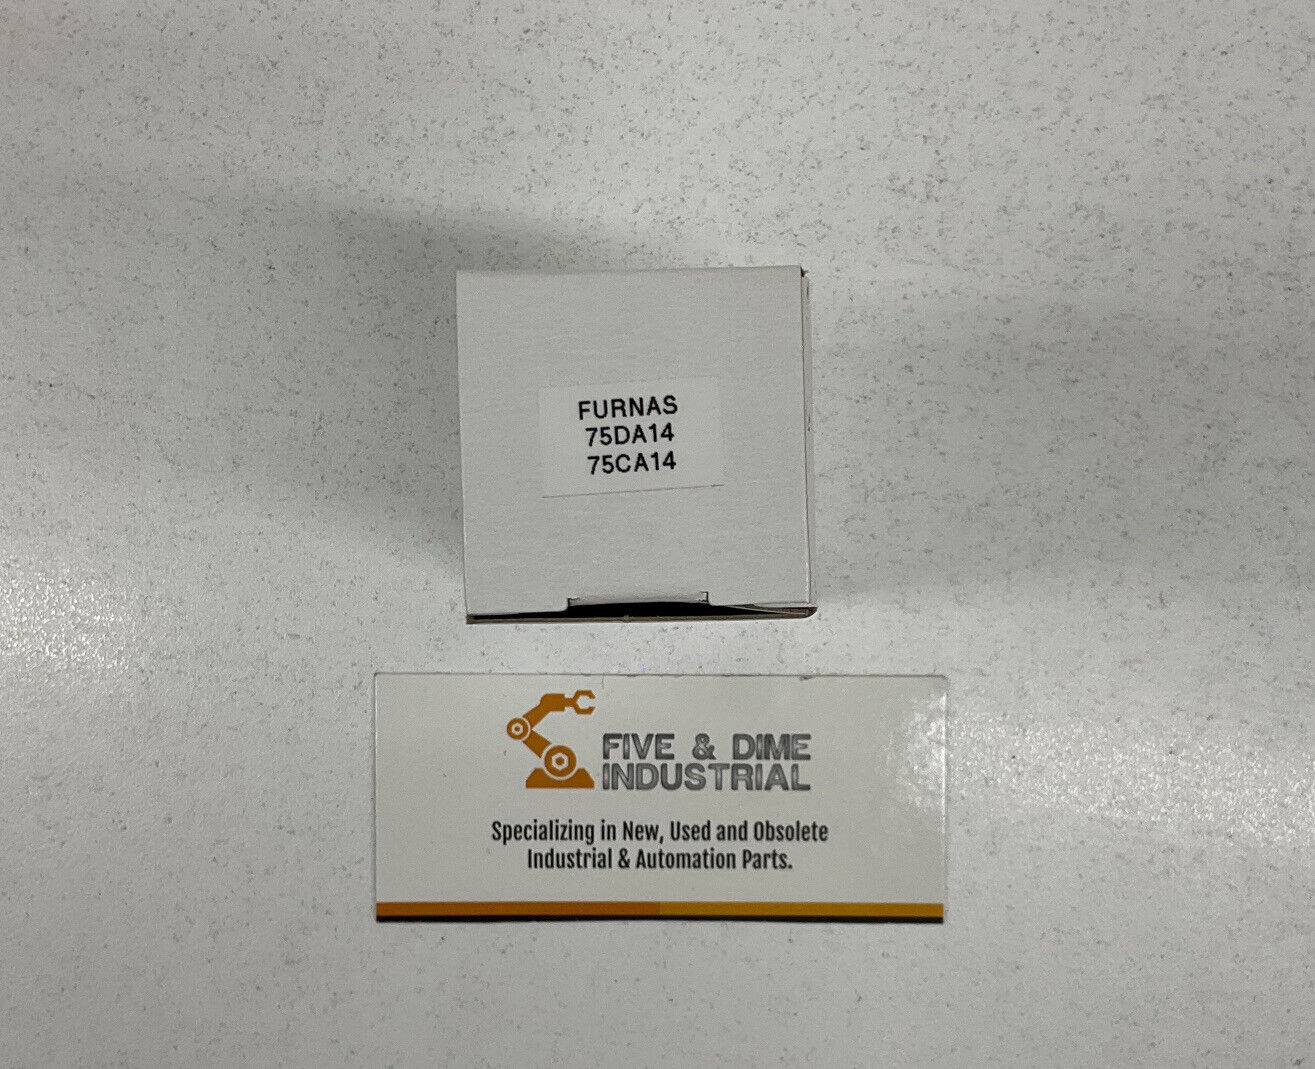 FURNAS
75DA14
75CA14
FIVE & DIME
INDUSTRIAL
Specializing in New, Used and Obsolete
Industrial & Automation Parts.